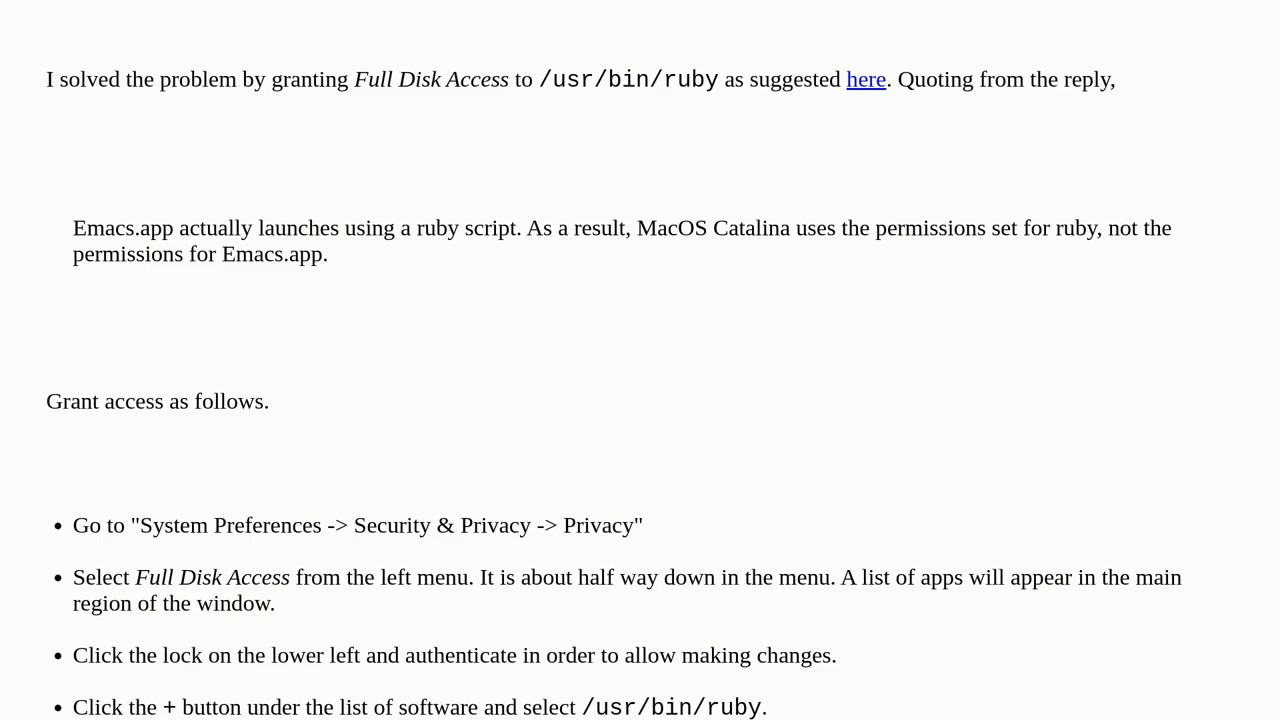 I solved the problem by granting Full Disk Access to /usr/bin/ruby as suggested here. Quoting from the reply,
Emacs.app actually launches using a ruby script. As a result, MacOS Catalina uses the permissions set for ruby, not the
permissions for Emacs.app.
Grant access as follows.
• Go to "System Preferences -> Security & Privacy -> Privacy"
• Select Full Disk Access from the left menu. It is about half way down in the menu. A list of apps will appear in the main
region of the window.
• Click the lock on the lower left and authenticate in order to allow making changes.
• Click the + button under the list of software and select /usr/bin/ruby.